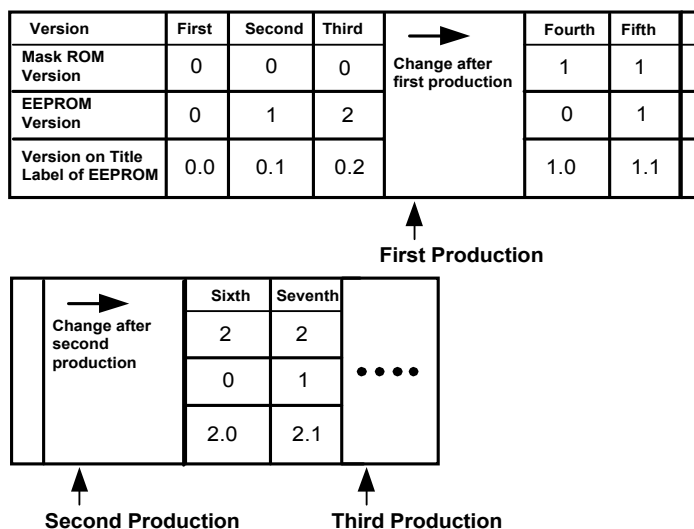 Version First Second Third Fourth Fifth
Mask ROM
Version
0 0 0 1 1
Change after
first production
EEPROM
Version
0 1 2 0 1
Version on Title
Label of EEPROM
0.0 0.1 0.2 1.0 1.1
First Production
Sixth Seventh
Change after
second
production
2 2
0 1
2.0 2.1
Second Production Third Production